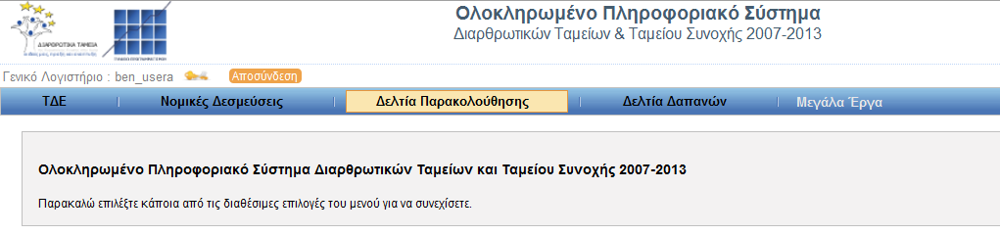 Ολοκληρωμένο Πληροφοριακό Σύστημα
Διαρθρωτικών Ταμείων & Ταμείου Συνοχής 2007-2013
ΔΙΑΡΘΡΩΤΙΚΑ ΤΑΜΕΙΑ
Γενικό Λογιστήριο : ben_usera Αποσύνδεση
ΤΔΕ | Νομικές Δεσμεύσεις | Δελτία Παρακολούθησης | Δελτία Δαπανών | Μεγάλα Έργα
Ολοκληρωμένο Πληροφοριακό Σύστημα Διαρθρωτικών Ταμείων και Ταμείου Συνοχής 2007-2013
Παρακαλώ επιλέξτε κάποια από τις διαθέσιμες επιλογές του μενού για να συνεχίσετε.